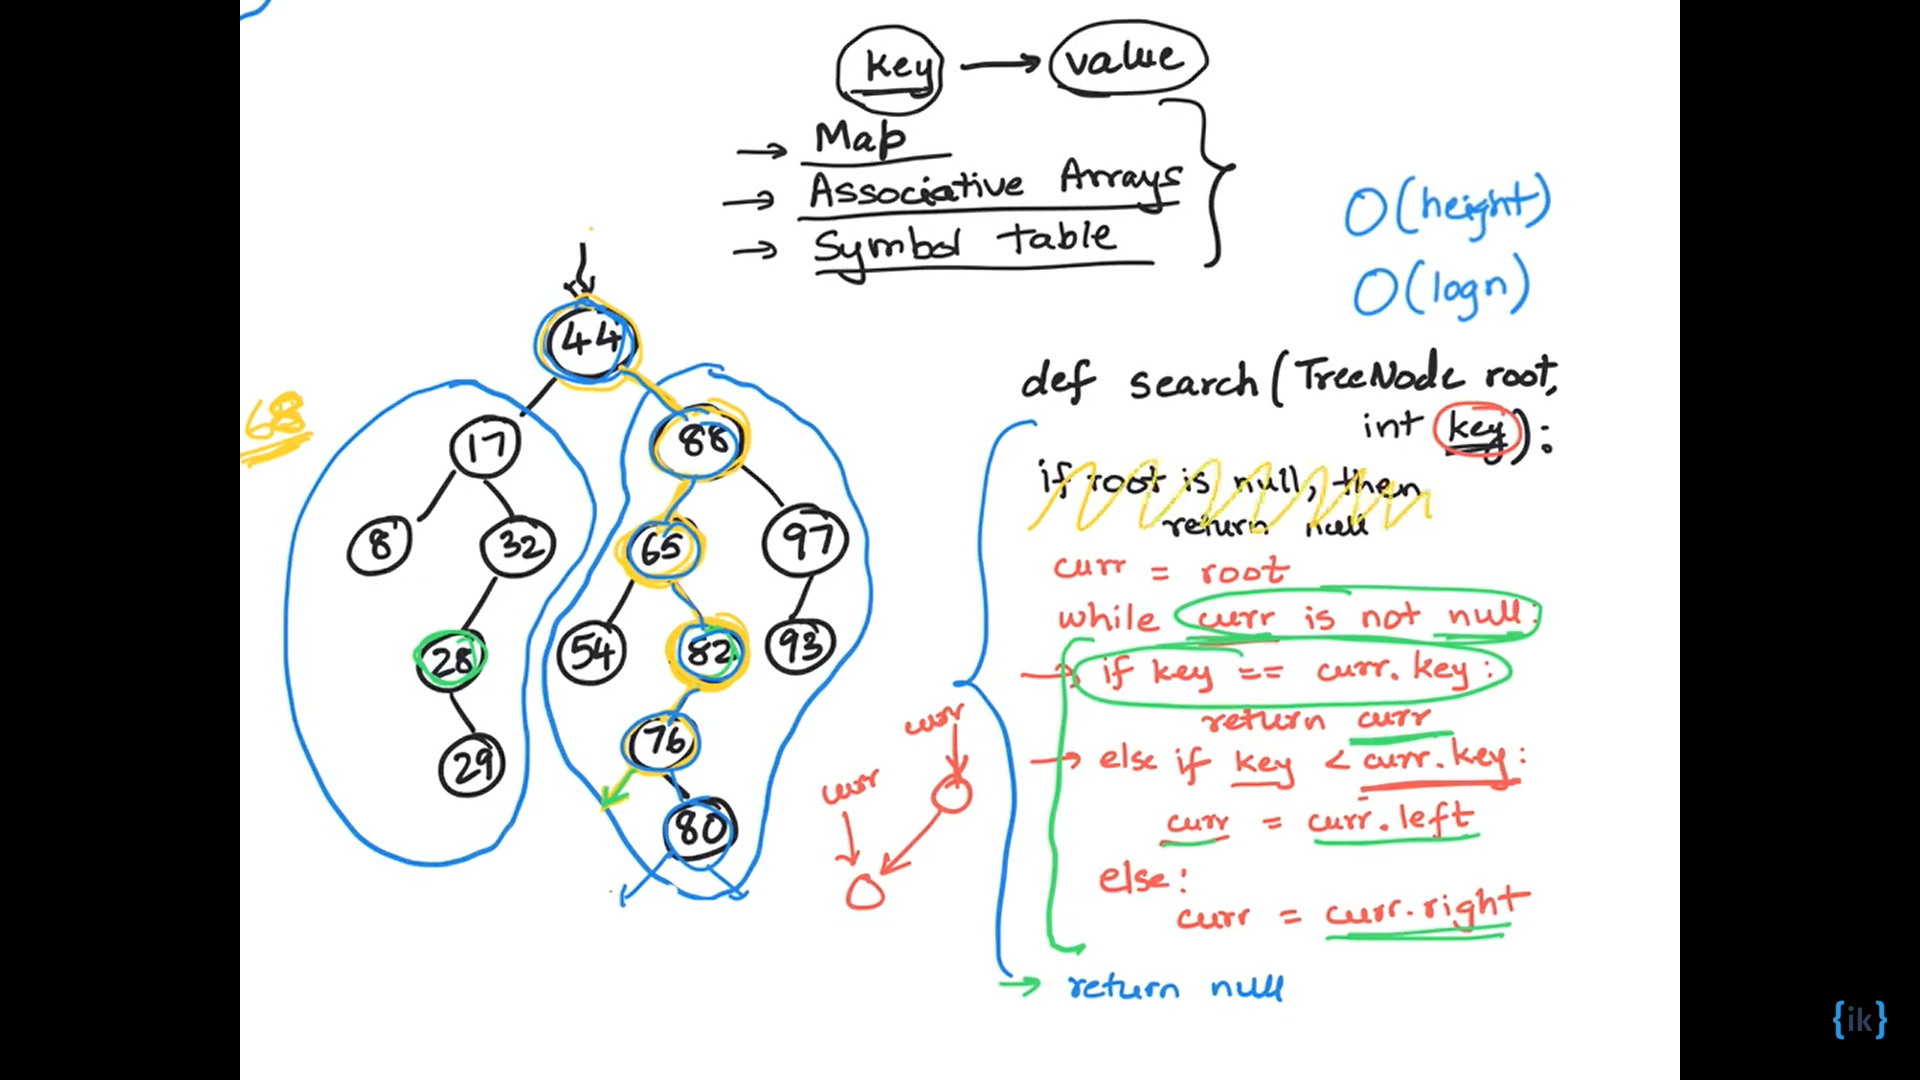 key → value
→ Map
→ Associative Arrays
→ Symbol table
O(height)
O(logn)
44
68
17
88
8
32
65
97
28
54
82
93
29
76
80
def search(TreeNode root,
int key):
if root is null, then
return null
curr = root
while curr is not null:
→ if key == curr.key:
return curr
→ else if key < curr.key:
curr = curr.left
else:
curr = curr.right
→ return null
curr
curr
{ik}